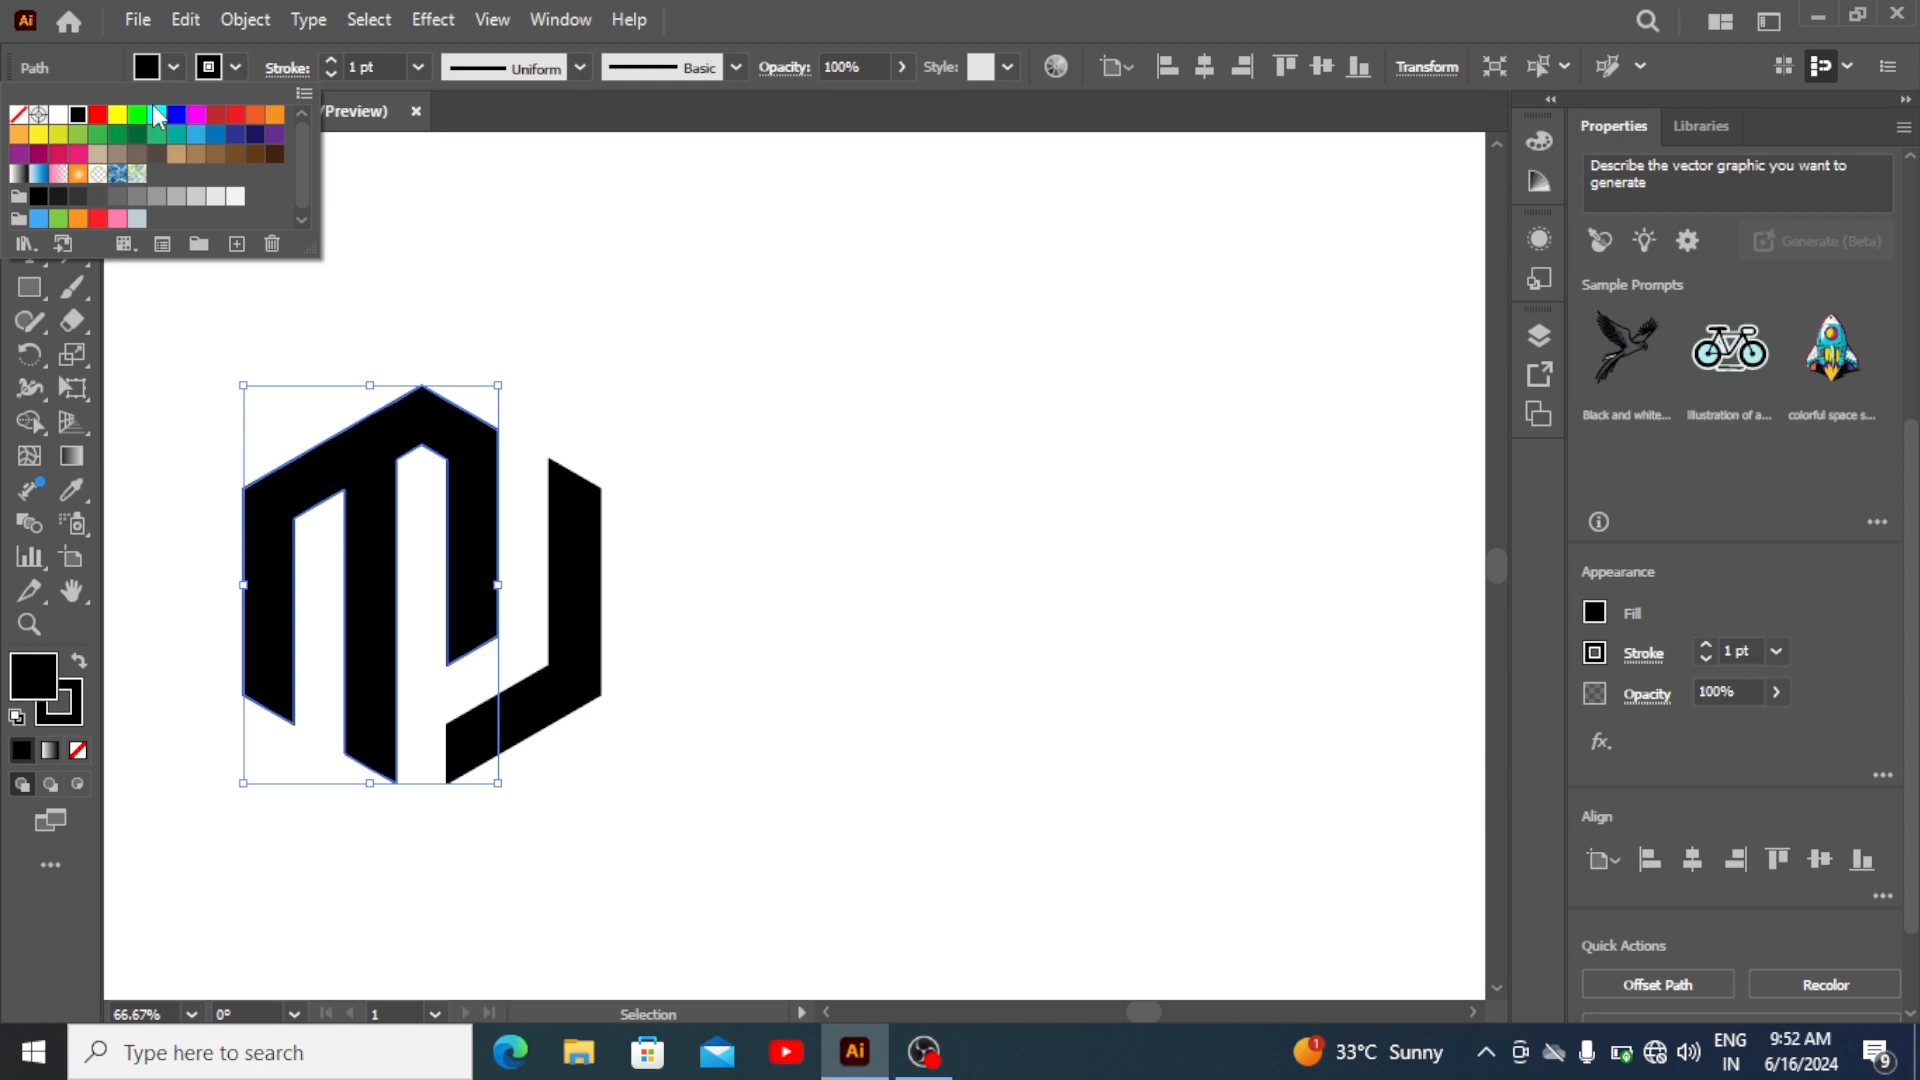 Ai File Edit Object Type Select Effect View Window Help
Path Stroke: 1 pt Uniform Basic Opacity: 100% Style: Transform
/Preview) ×
Properties Libraries
Describe the vector graphic you want to
generate
Generate (Beta)
Sample Prompts
Black and white... Illustration of a... colorful space s...
Appearance
Fill
Stroke 1 pt
Opacity 100%
fx.
Align
Quick Actions
Offset Path Recolor
66.67% 0° 1 Selection
Type here to search
Ai
1
33°C Sunny
ENG
IN
9:52 AM
6/16/2024
9